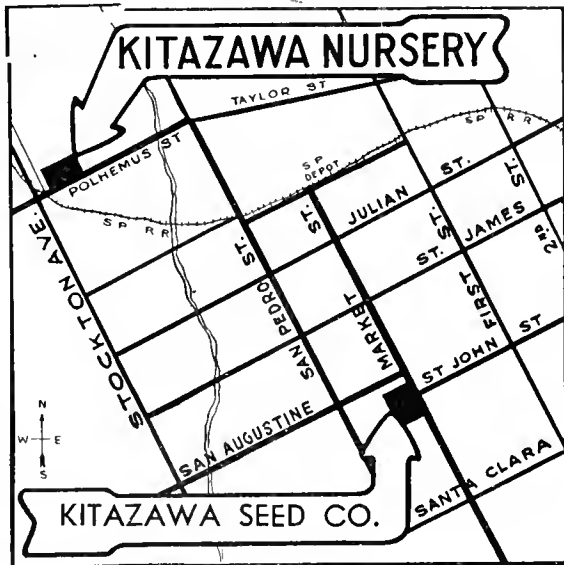 KITAZAWA NURSERY
TAYLOR ST
POLHEMUS ST
SP RR
SP RR
SP DEPOT
JULIAN ST.
ST. JAMES
ST.
2ND.
ST.
FIRST
ST.
MARKET
ST.
SAN PEDRO
STOCKTON AVE.
ST JOHN ST
SAN AUGUSTINE
SANTA CLARA
N
W E
S
KITAZAWA SEED CO.